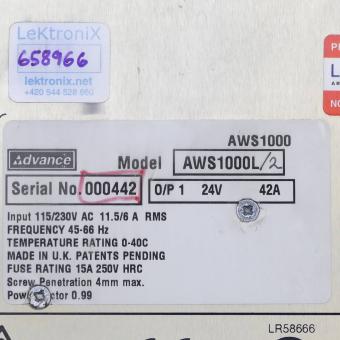 LeKtroniX
658966
lektronix.net
+420 544 528 660
AWS1000
Advance Model AWS1000L/2
Serial No. 000442 O/P 1 24V 42A
Input 115/230V AC 11.5/6 A RMS
FREQUENCY 45-66 Hz
TEMPERATURE RATING 0-40C
MADE IN U.K. PATENTS PENDING
FUSE RATING 15A 250V HRC
Screw Penetration 4mm max.
0.99
LR58666